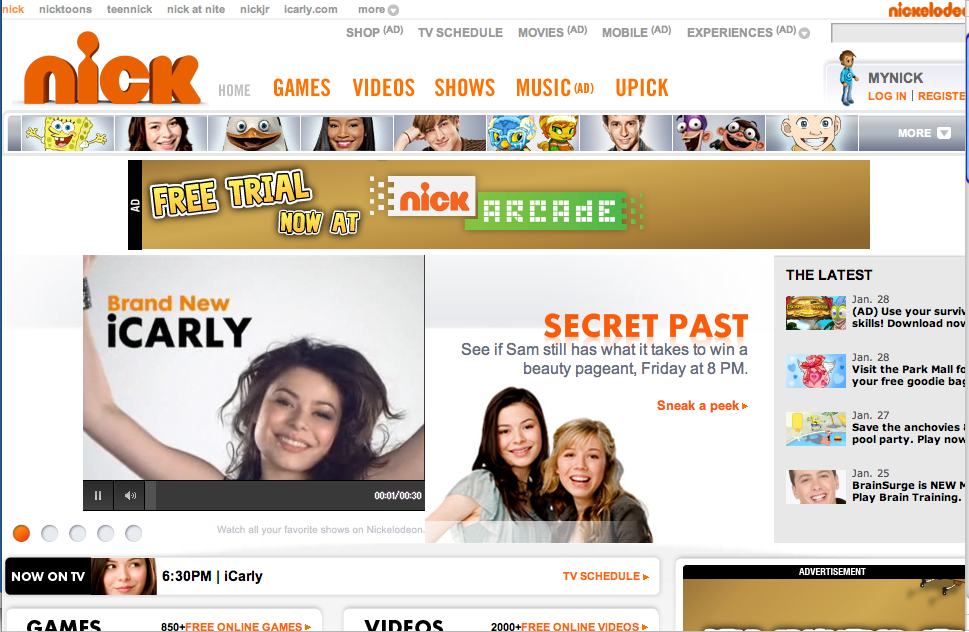 nick nicktoons teennick nick at nite nickjr icarly.com more
nickelodeo
SHOP (AD) TV SCHEDULE MOVIES (AD) MOBILE (AD) EXPERIENCES (AD)
nick
HOME GAMES VIDEOS SHOWS MUSIC (AD) UPICK
MYNICK
LOG IN | REGISTE
MORE
AD
FREE TRIAL
NOW AT
nick
ARCADE
Brand New
iCARLY
00:01/00:30
Watch all your favorite shows on Nickelodeon.
SECRET PAST
See if Sam still has what it takes to win a
beauty pageant, Friday at 8 PM.
Sneak a peek
THE LATEST
Jan. 28
(AD) Use your surviv
skills! Download now
Jan. 28
Visit the Park Mall fo
your free goodie bag
Jan. 27
Save the anchovies &
pool party. Play now
Jan. 25
BrainSurge is NEW M
Play Brain Training.
NOW ON TV 6:30PM | iCarly TV SCHEDULE
ADVERTISEMENT
GAMES 850+FREE ONLINE GAMES
VIDEOS 2000+FREE ONLINE VIDEOS